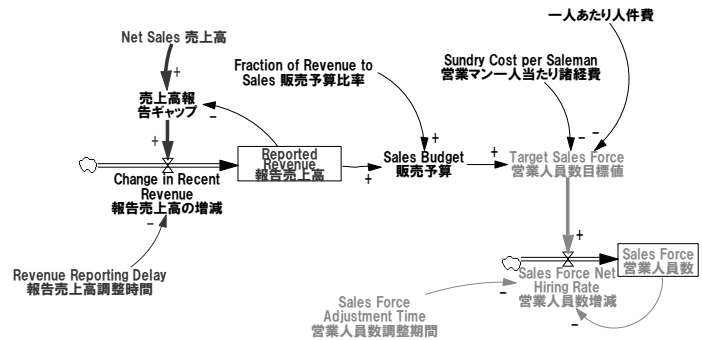 一人あたり人件費
Net Sales 売上高
Fraction of Revenue to
Sales 販売予算比率
Sundry Cost per Saleman
営業マン一人当たり諸経費
売上高報
告ギャップ
+
-
+
Reported
Revenue
報告売上高
+
+
Sales Budget
販売予算
+
-
-
Target Sales Force
営業人員数目標値
Change in Recent
Revenue
報告売上高の増減
-
Revenue Reporting Delay
報告売上高調整時間
+
Sales Force
営業人員数
Sales Force Net
Hiring Rate
営業人員数増減
-
-
Sales Force
Adjustment Time
営業人員数調整期間